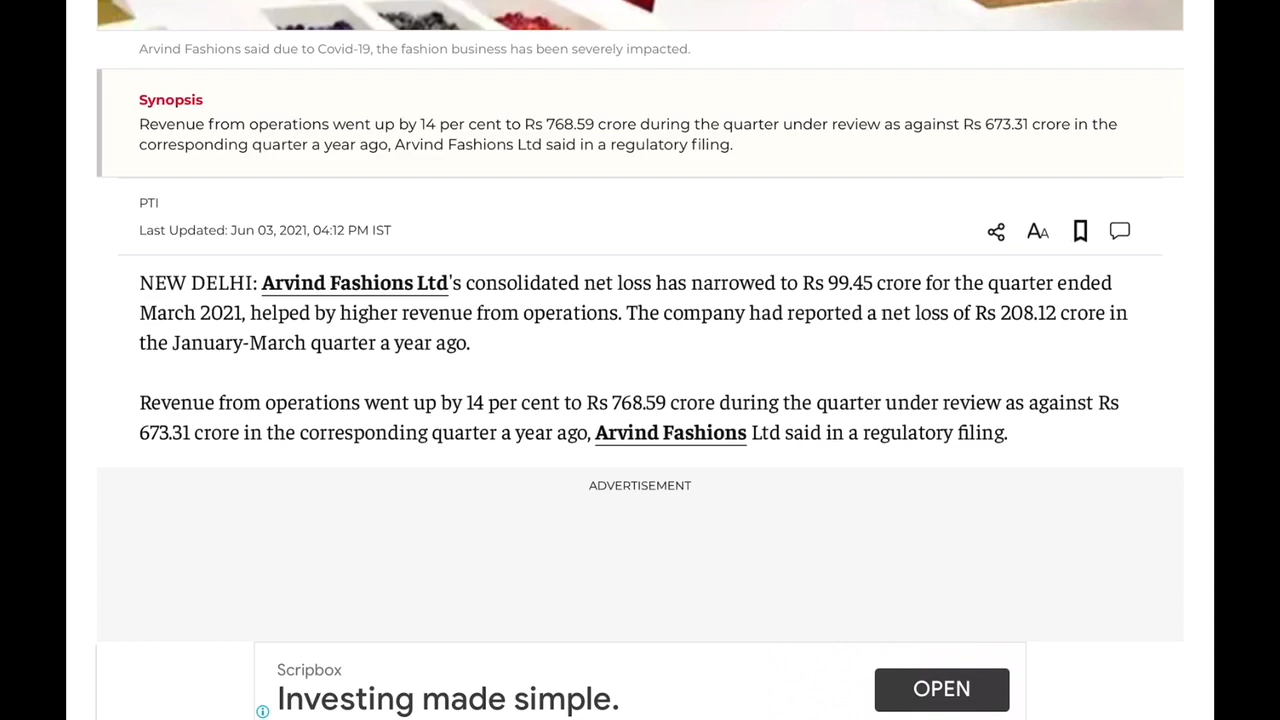 Arvind Fashions said due to Covid-19, the fashion business has been severely impacted.
Synopsis
Revenue from operations went up by 14 per cent to Rs 768.59 crore during the quarter under review as against Rs 673.31 crore in the
corresponding quarter a year ago, Arvind Fashions Ltd said in a regulatory filing.
PTI
Last Updated: Jun 03, 2021, 04:12 PM IST
AA
NEW DELHI: Arvind Fashions Ltd's consolidated net loss has narrowed to Rs 99.45 crore for the quarter ended
March 2021, helped by higher revenue from operations. The company had reported a net loss of Rs 208.12 crore in
the January-March quarter a year ago.
Revenue from operations went up by 14 per cent to Rs 768.59 crore during the quarter under review as against Rs
673.31 crore in the corresponding quarter a year ago, Arvind Fashions Ltd said in a regulatory filing.
ADVERTISEMENT
Scripbox
Investing made simple.
OPEN